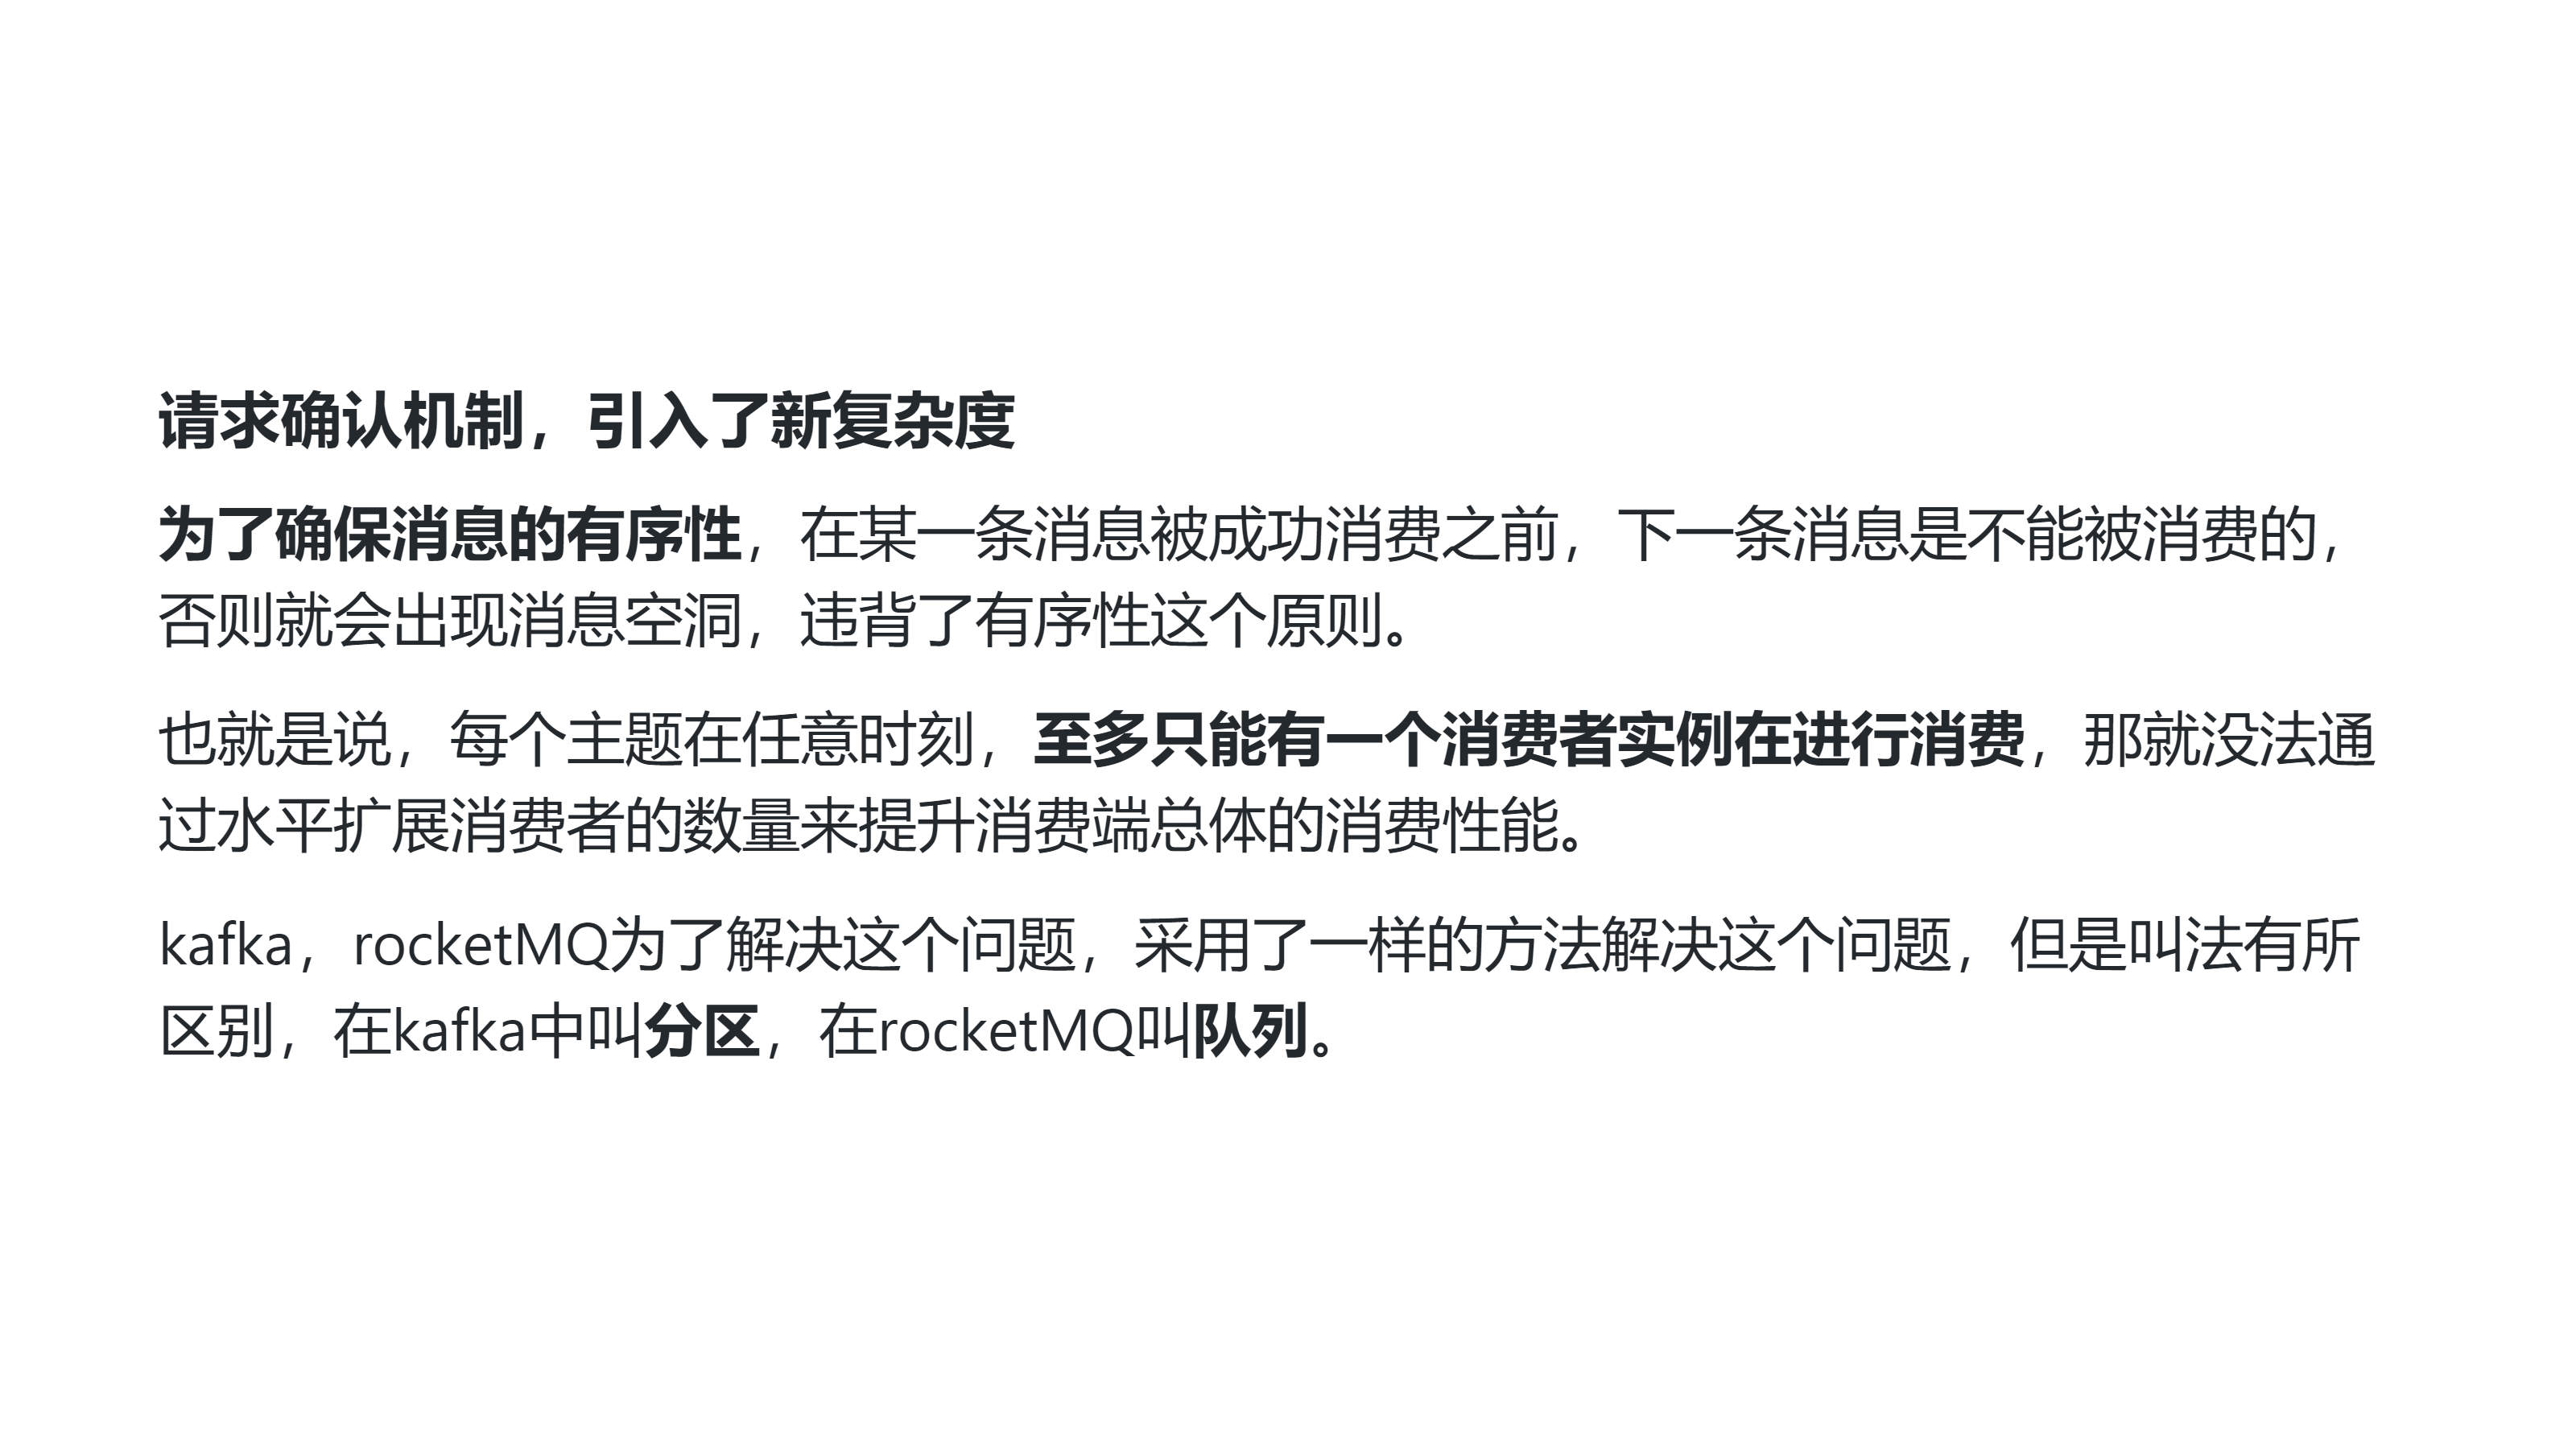 请求确认机制，引入了新复杂度
为了确保消息的有序性，在某一条消息被成功消费之前，下一条消息是不能被消费的，
否则就会出现消息空洞，违背了有序性这个原则。
也就是说，每个主题在任意时刻，至多只能有一个消费者实例在进行消费，那就没法通
过水平扩展消费者的数量来提升消费端总体的消费性能。
kafka，rocketMQ为了解决这个问题，采用了一样的方法解决这个问题，但是叫法有所
区别，在kafka中叫分区，在rocketMQ叫队列。